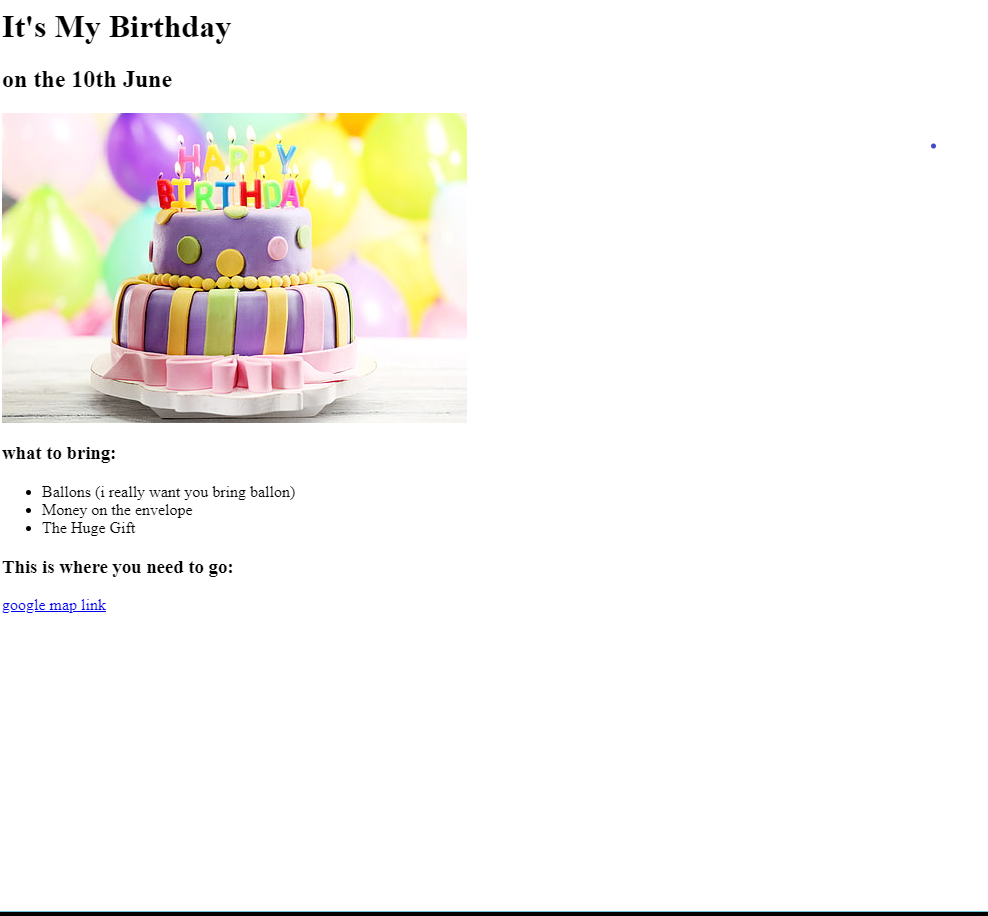 It's My Birthday
on the 10th June
HAPPY
BIRTHDAY
what to bring:
Ballons (i really want you bring ballon)
Money on the envelope
The Huge Gift
This is where you need to go:
google map link